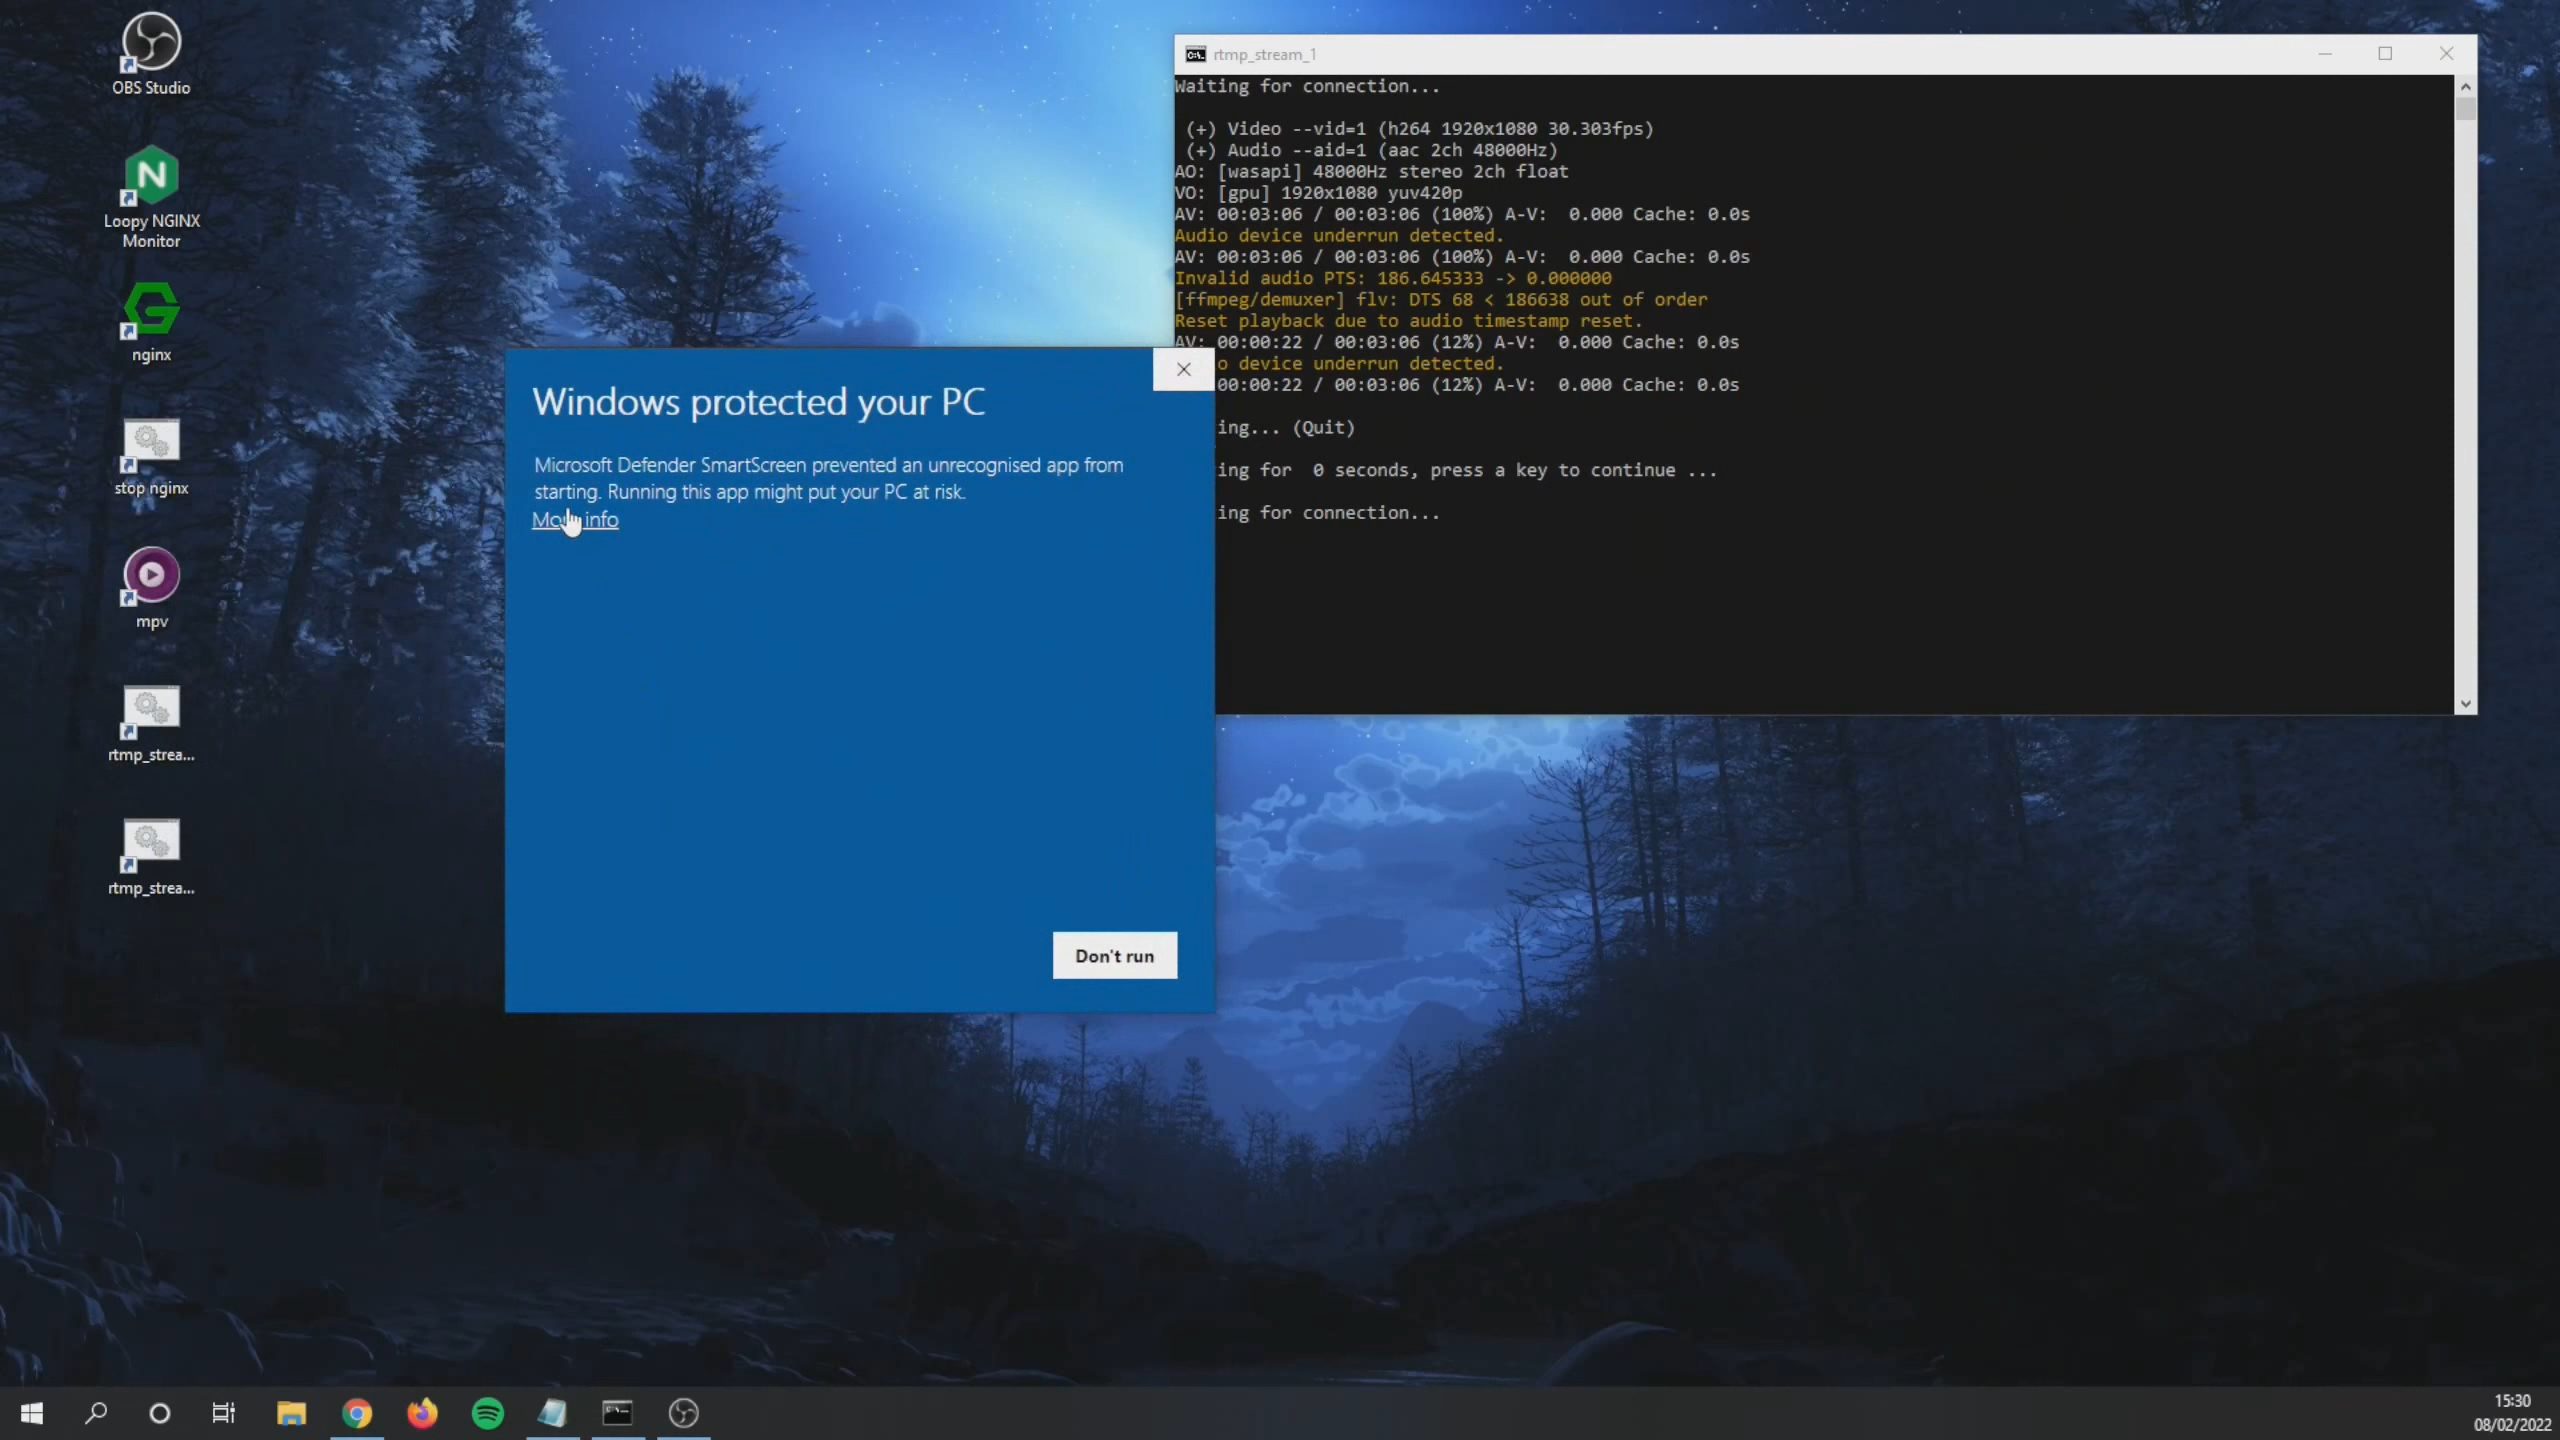 OBS Studio
Loopy NGINX
Monitor
nginx
stop nginx
mpv
rtmp_strea...
rtmp_strea...
rtmp_stream_1
Waiting for connection...
(+) Video --vid=1 (h264 1920x1080 30.303fps)
(+) Audio --aid=1 (aac 2ch 48000Hz)
AO: [wasapi] 48000Hz stereo 2ch float
VO: [gpu] 1920x1080 yuv420p
AV: 00:03:06 / 00:03:06 (100%) A-V:  0.000 Cache: 0.0s
Audio device underrun detected.
AV: 00:03:06 / 00:03:06 (100%) A-V:  0.000 Cache: 0.0s
Invalid audio PTS: 186.645333 -> 0.000000
[ffmpeg/demuxer] flv: DTS 68 < 186638 out of order
Reset playback due to audio timestamp reset.
AV: 00:00:22 / 00:03:06 (12%) A-V:  0.000 Cache: 0.0s
o device underrun detected.
00:00:22 / 00:03:06 (12%) A-V:  0.000 Cache: 0.0s
ing... (Quit)
ing for  0 seconds, press a key to continue ...
ing for connection...
Windows protected your PC
Microsoft Defender SmartScreen prevented an unrecognised app from
starting. Running this app might put your PC at risk.
More info
Don't run
15:30
08/02/2022